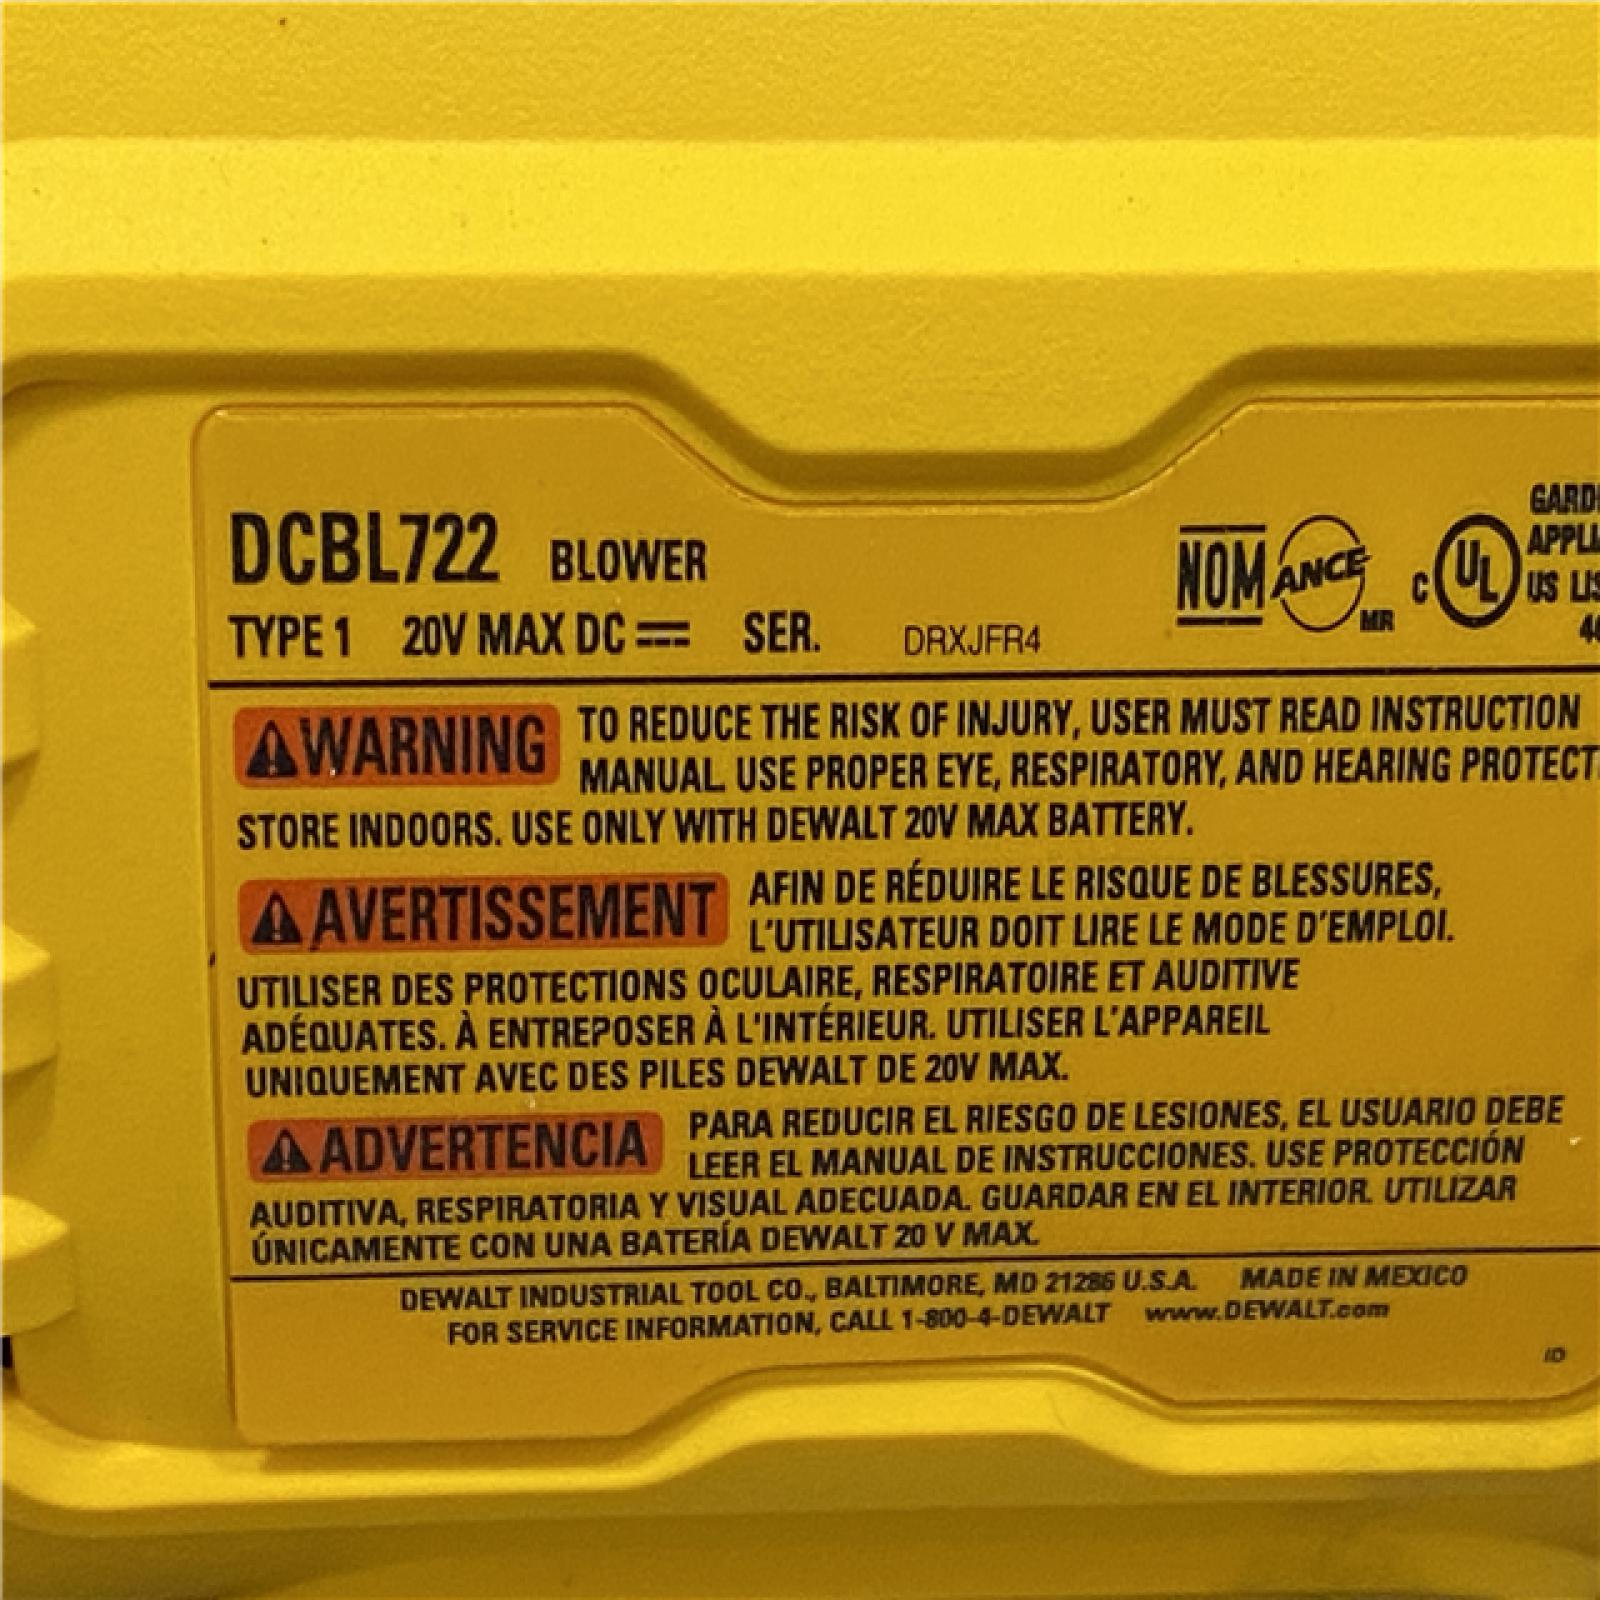 DCBL722 BLOWER
TYPE 1 20V MAX DC SER. DRXJFR4
NOM ANCE MR
C UL US
WARNING TO REDUCE THE RISK OF INJURY, USER MUST READ INSTRUCTION
MANUAL. USE PROPER EYE, RESPIRATORY, AND HEARING PROTECTI
STORE INDOORS. USE ONLY WITH DEWALT 20V MAX BATTERY.
AVERTISSEMENT AFIN DE RÉDUIRE LE RISQUE DE BLESSURES,
L'UTILISATEUR DOIT LIRE LE MODE D'EMPLOI.
UTILISER DES PROTECTIONS OCULAIRE, RESPIRATOIRE ET AUDITIVE
ADÉQUATES. À ENTREPOSER À L'INTÉRIEUR. UTILISER L'APPAREIL
UNIQUEMENT AVEC DES PILES DEWALT DE 20V MAX.
ADVERTENCIA PARA REDUCIR EL RIESGO DE LESIONES, EL USUARIO DEBE
LEER EL MANUAL DE INSTRUCCIONES. USE PROTECCIÓN
AUDITIVA, RESPIRATORIA Y VISUAL ADECUADA. GUARDAR EN EL INTERIOR. UTILIZAR
ÚNICAMENTE CON UNA BATERÍA DEWALT 20 V MAX.
DEWALT INDUSTRIAL TOOL CO., BALTIMORE, MD 21286 U.S.A. MADE IN MEXICO
FOR SERVICE INFORMATION, CALL 1-800-4-DEWALT www.DEWALT.com
ID